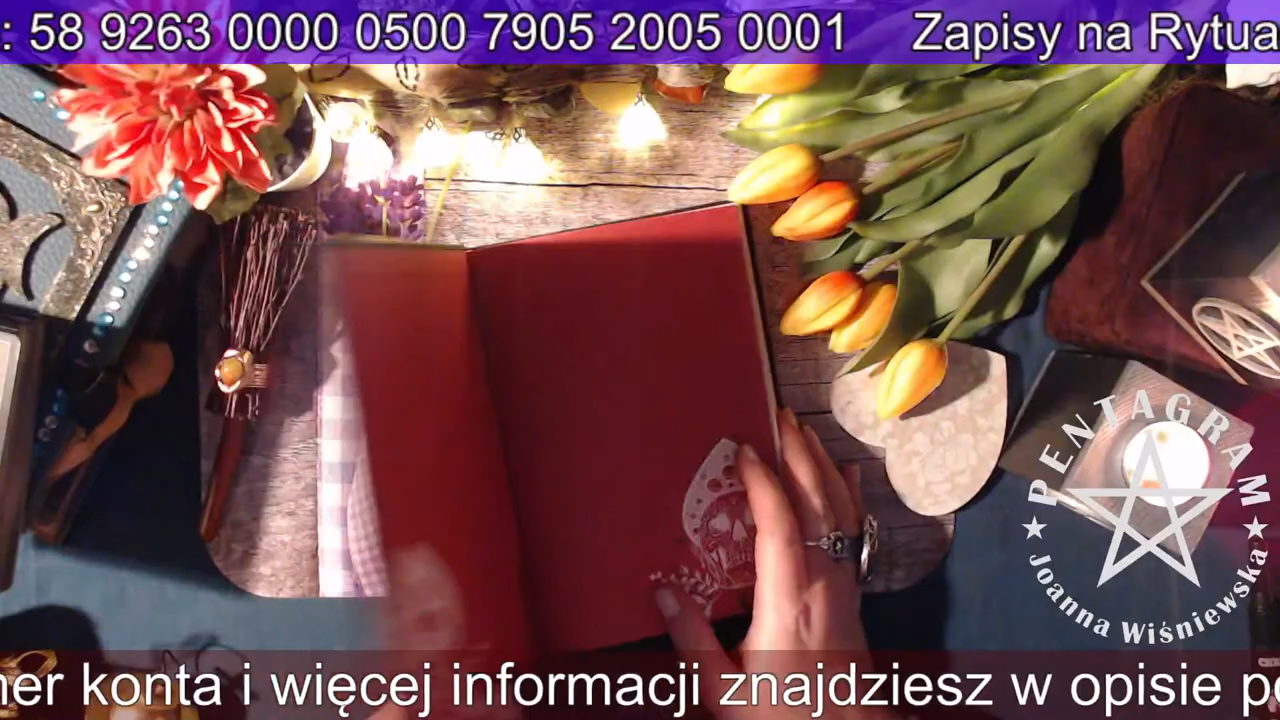 : 58 9263 0000 0500 7905 2005 0001 Zapisy na Rytua
PENTAGRAM
Joanna Wiśniewska
ner konta i więcej informacji znajdziesz w opisie po